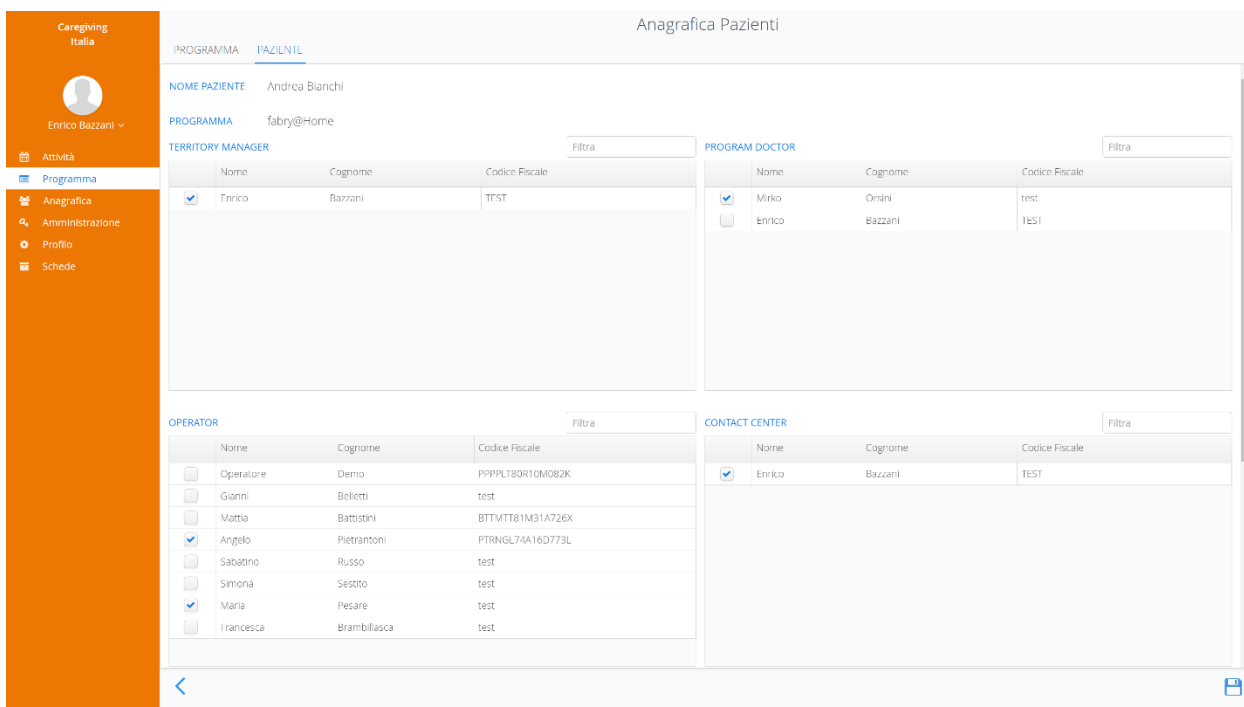 Caregiving
Italia
Enrico Bazzani
Attività
Programma
Anagrafica
Amministrazione
Profilo
Schede
Anagrafica Pazienti
PROGRAMMA PAZIENTE
NOME PAZIENTE Andrea Bianchi
PROGRAMMA fabry@Home
TERRITORY MANAGER Filtra
Nome Cognome Codice Fiscale
Enrico Bazzani TEST
PROGRAM DOCTOR Filtra
Nome Cognome Codice Fiscale
Mirko Orsini test
Enrico Bazzani TEST
OPERATOR Filtra
Nome Cognome Codice Fiscale
Operatore Demo PPPPLT80R10M082K
Gianni Belletti test
Mattia Battistini BTTMTT81M31A726X
Angelo Pietrantoni PTRNGL74A16D773L
Sabatino Russo test
Simona Sestito test
Maria Pesare test
Francesca Brambillasca test
CONTACT CENTER Filtra
Nome Cognome Codice Fiscale
Enrico Bazzani TEST